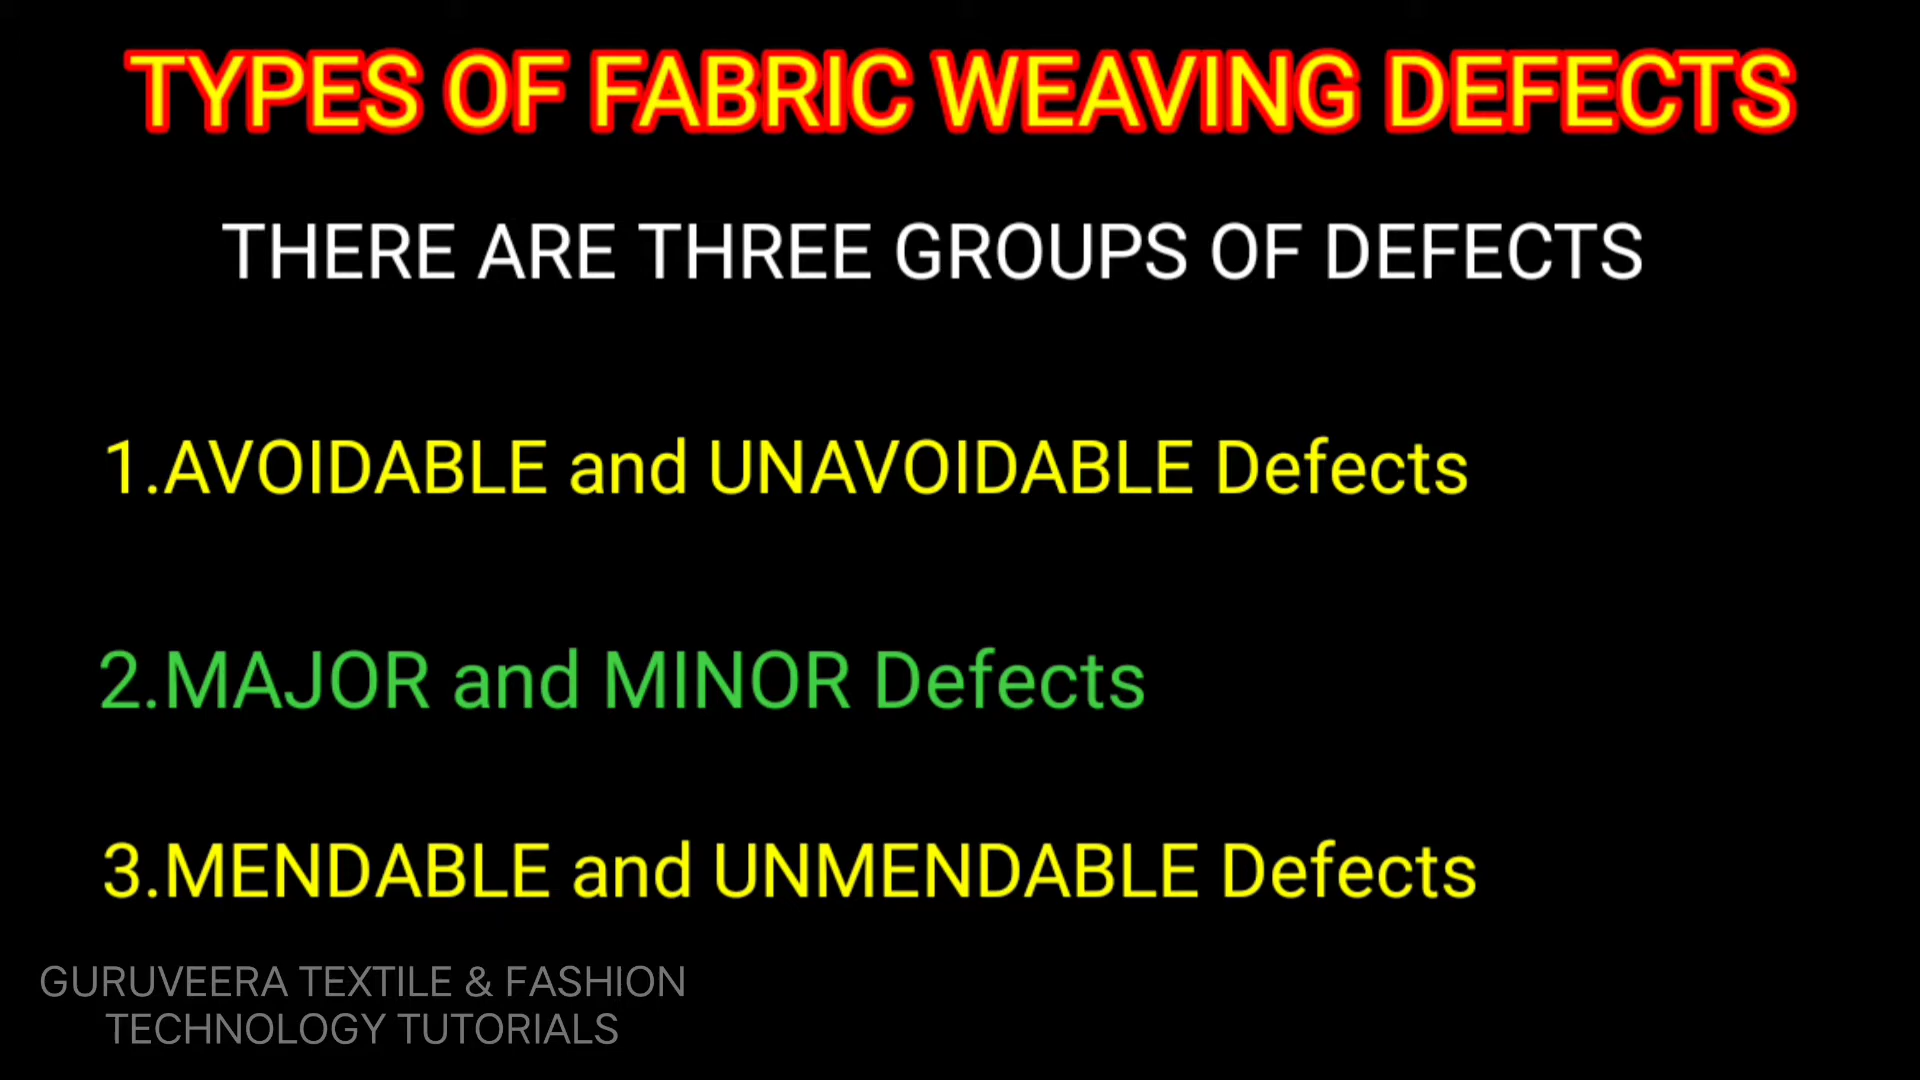 TYPES OF FABRIC WEAVING DEFECTS
THERE ARE THREE GROUPS OF DEFECTS
1.AVOIDABLE and UNAVOIDABLE Defects
2.MAJOR and MINOR Defects
3.MENDABLE and UNMENDABLE Defects
GURUVEERA TEXTILE & FASHION
TECHNOLOGY TUTORIALS